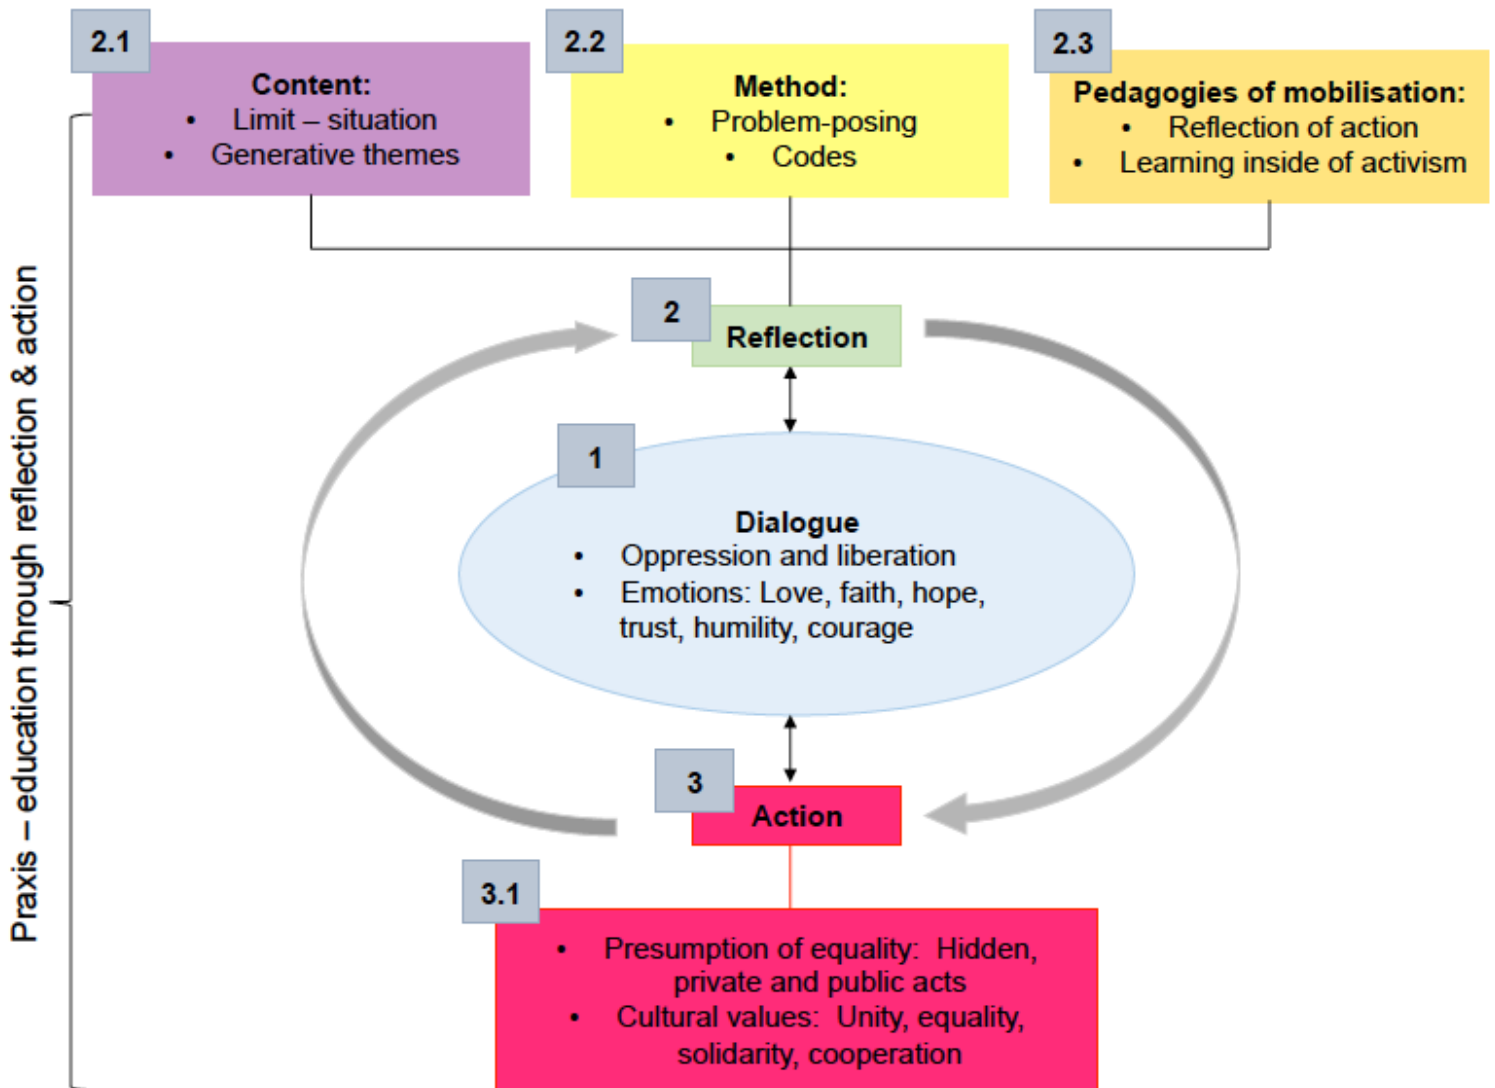 2.1
Content:
• Limit – situation
• Generative themes
2.2
Method:
• Problem-posing
• Codes
2.3
Pedagogies of mobilisation:
• Reflection of action
• Learning inside of activism
Praxis – education through reflection & action
2
Reflection
1
Dialogue
• Oppression and liberation
• Emotions: Love, faith, hope,
trust, humility, courage
3
Action
3.1
• Presumption of equality: Hidden,
private and public acts
• Cultural values: Unity, equality,
solidarity, cooperation